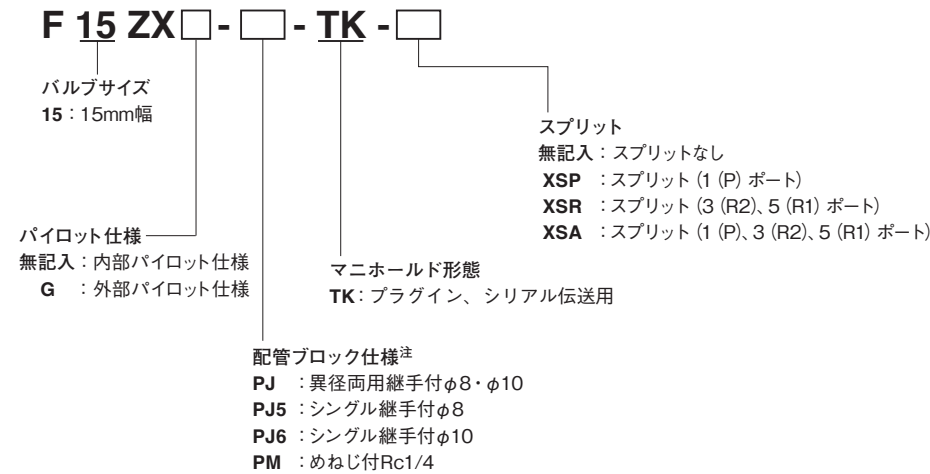 F 15 ZX□-□-TK-□
バルブサイズ
15：15mm幅
スプリット
無記入：スプリットなし
XSP ：スプリット（1（P）ポート）
XSR ：スプリット（3（R2）、5（R1）ポート）
XSA ：スプリット（1（P）、3（R2）、5（R1）ポート）
パイロット仕様
無記入：内部パイロット仕様
G ：外部パイロット仕様
マニホールド形態
TK：プラグイン、シリアル伝送用
配管ブロック仕様注
PJ ：異径両用継手付φ8・φ10
PJ5 ：シングル継手付φ8
PJ6 ：シングル継手付φ10
PM ：めねじ付Rc1/4